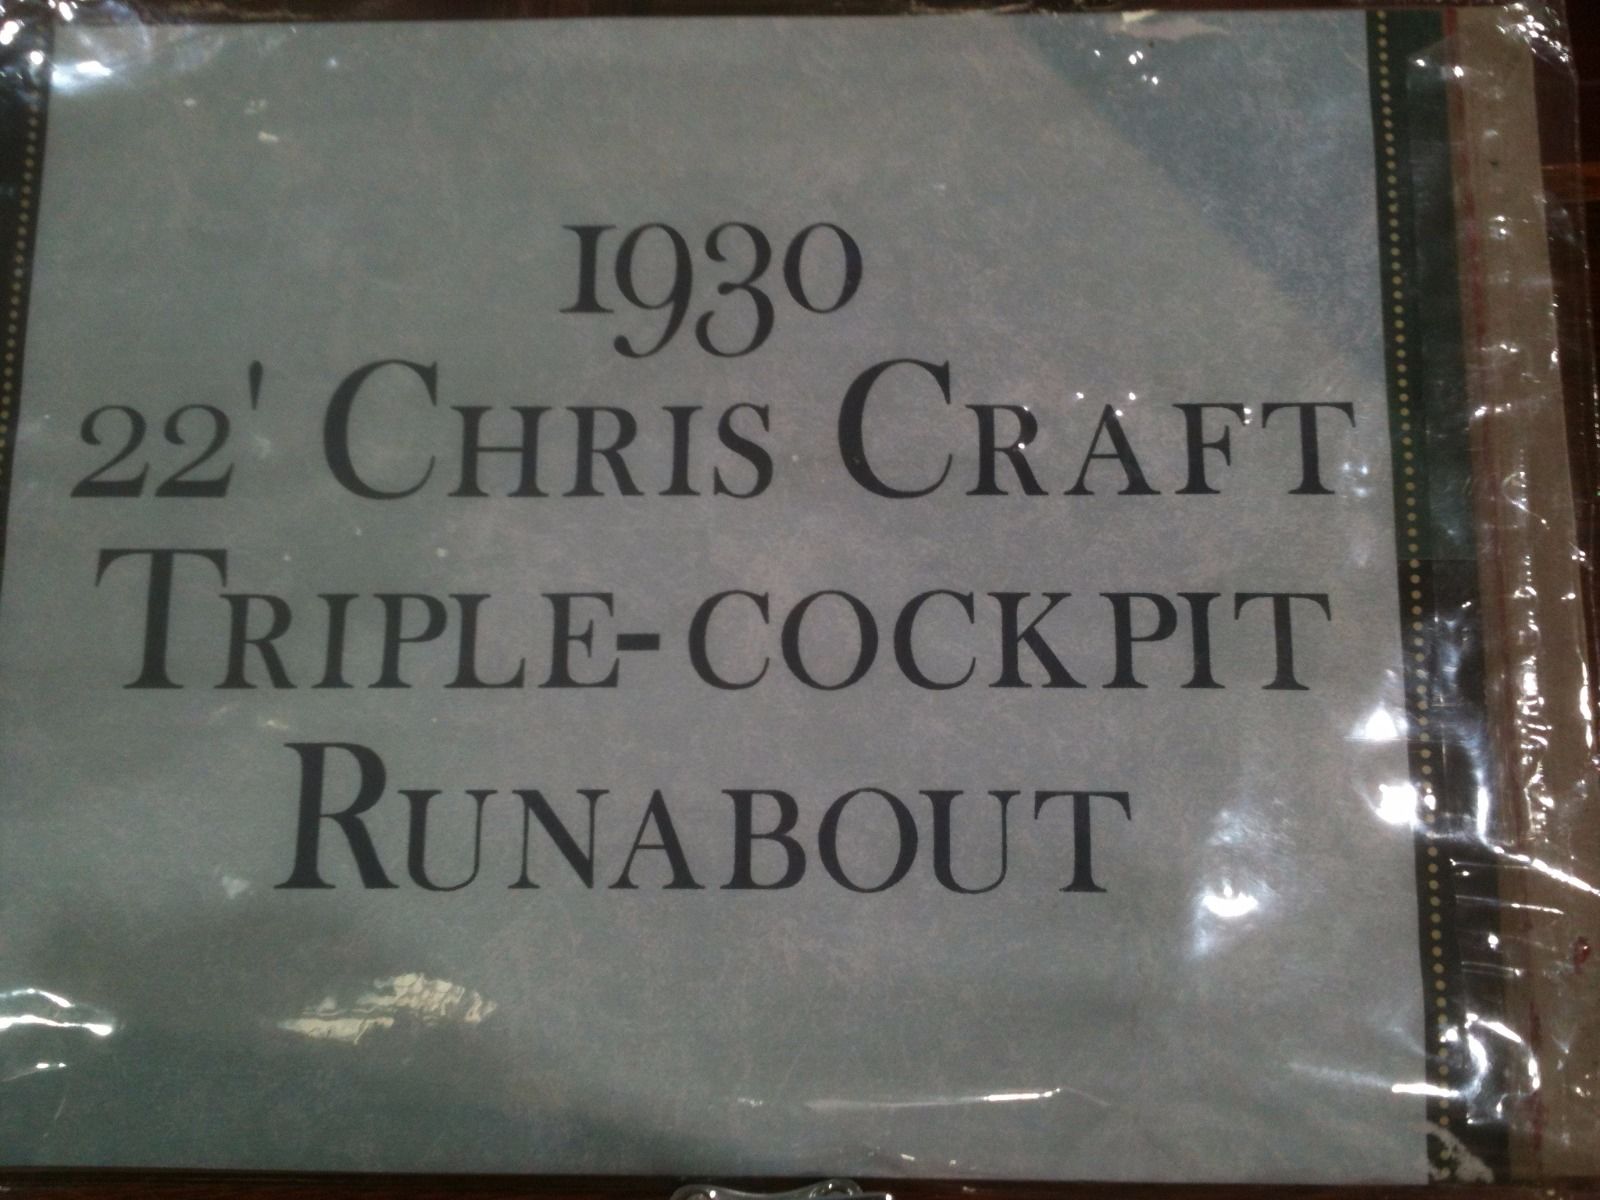 1930
22' Chris Craft
Triple-cockpit
Runabout